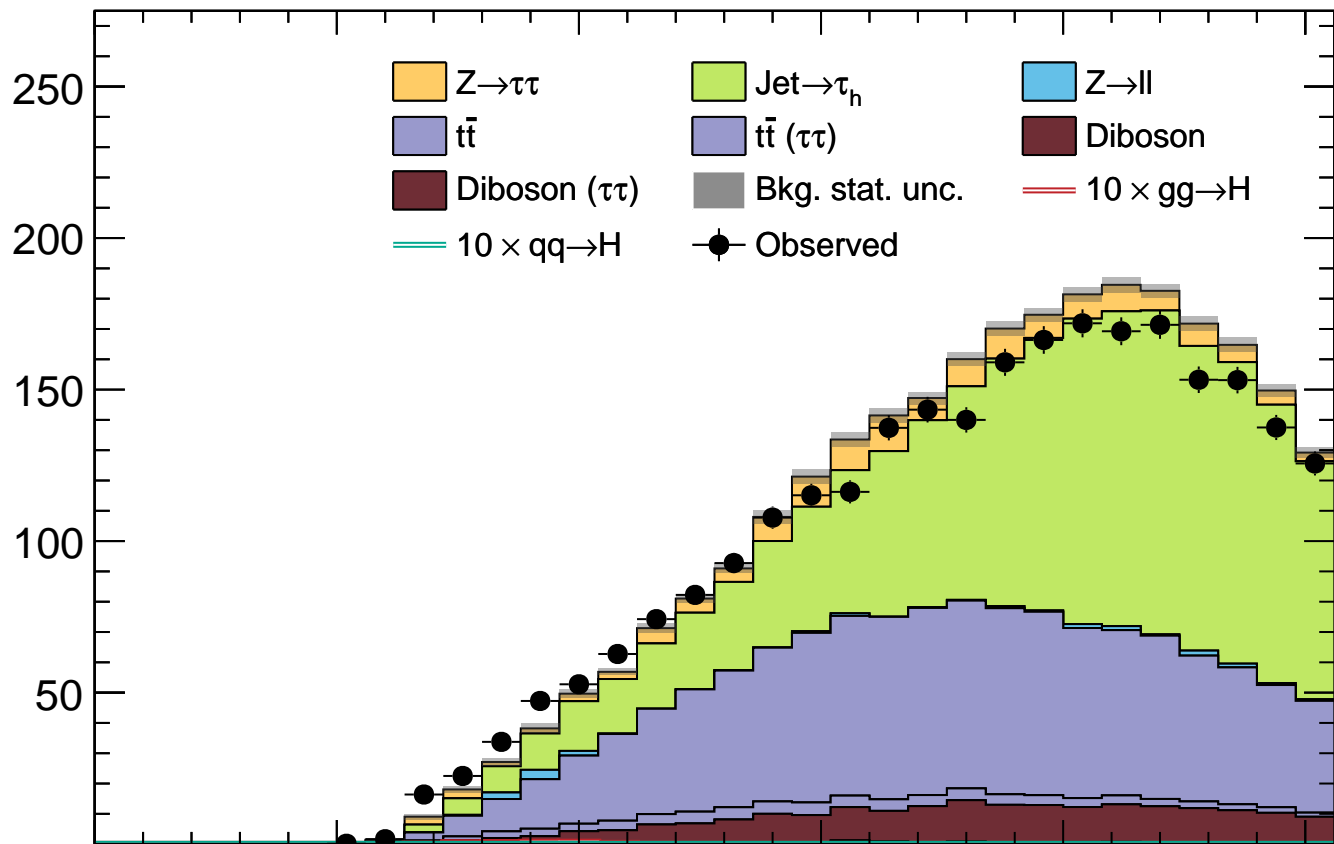 250
200
150
100
50
Z→ττ Jet→τ_h Z→ll
tt̄ tt̄ (ττ) Diboson
Diboson (ττ) Bkg. stat. unc. 10 × gg→H
10 × qq→H Observed